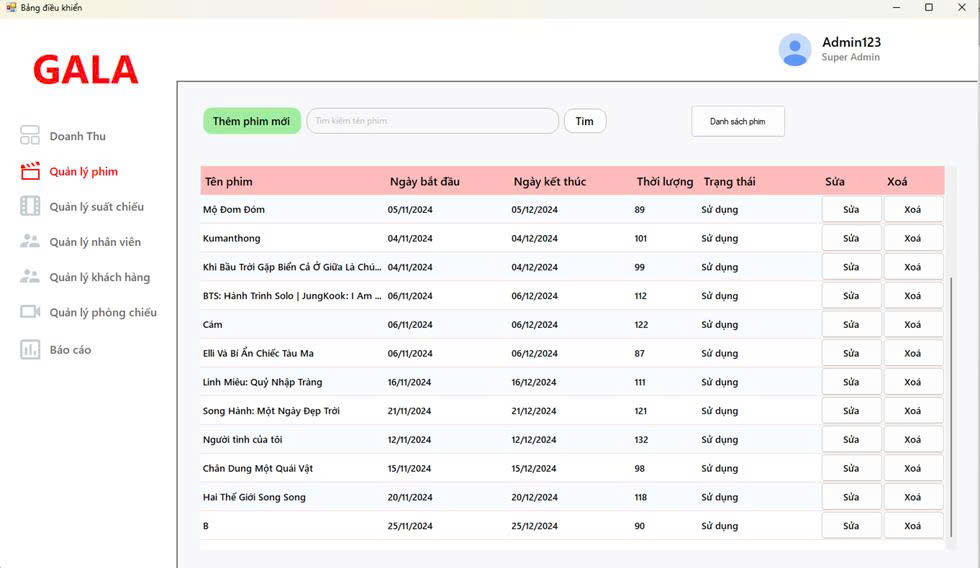 Bảng điều khiển
GALA
Admin123
Super Admin
Doanh Thu
Quản lý phim
Quản lý suất chiếu
Quản lý nhân viên
Quản lý khách hàng
Quản lý phòng chiếu
Báo cáo
Thêm phim mới Tìm kiếm tên phim Tìm Danh sách phim
Tên phim Ngày bắt đầu Ngày kết thúc Thời lượng Trạng thái Sửa Xoá
Mộ Đom Đóm 05/11/2024 05/12/2024 89 Sử dụng Sửa Xoá
Kumanthong 04/11/2024 04/12/2024 101 Sử dụng Sửa Xoá
Khi Bầu Trời Gặp Biển Cả Ở Giữa Là Chú... 04/11/2024 04/12/2024 99 Sử dụng Sửa Xoá
BTS: Hành Trình Solo | JungKook: I Am ... 06/11/2024 06/12/2024 112 Sử dụng Sửa Xoá
Cám 06/11/2024 06/12/2024 122 Sử dụng Sửa Xoá
Elli Và Bí Ẩn Chiếc Tàu Ma 06/11/2024 06/12/2024 87 Sử dụng Sửa Xoá
Linh Miêu: Quỷ Nhập Tràng 16/11/2024 16/12/2024 111 Sử dụng Sửa Xoá
Song Hành: Một Ngày Đẹp Trời 21/11/2024 21/12/2024 121 Sử dụng Sửa Xoá
Người tình của tôi 12/11/2024 12/12/2024 132 Sử dụng Sửa Xoá
Chân Dung Một Quái Vật 15/11/2024 15/12/2024 98 Sử dụng Sửa Xoá
Hai Thế Giới Song Song 20/11/2024 20/12/2024 118 Sử dụng Sửa Xoá
B 25/11/2024 25/12/2024 90 Sử dụng Sửa Xoá